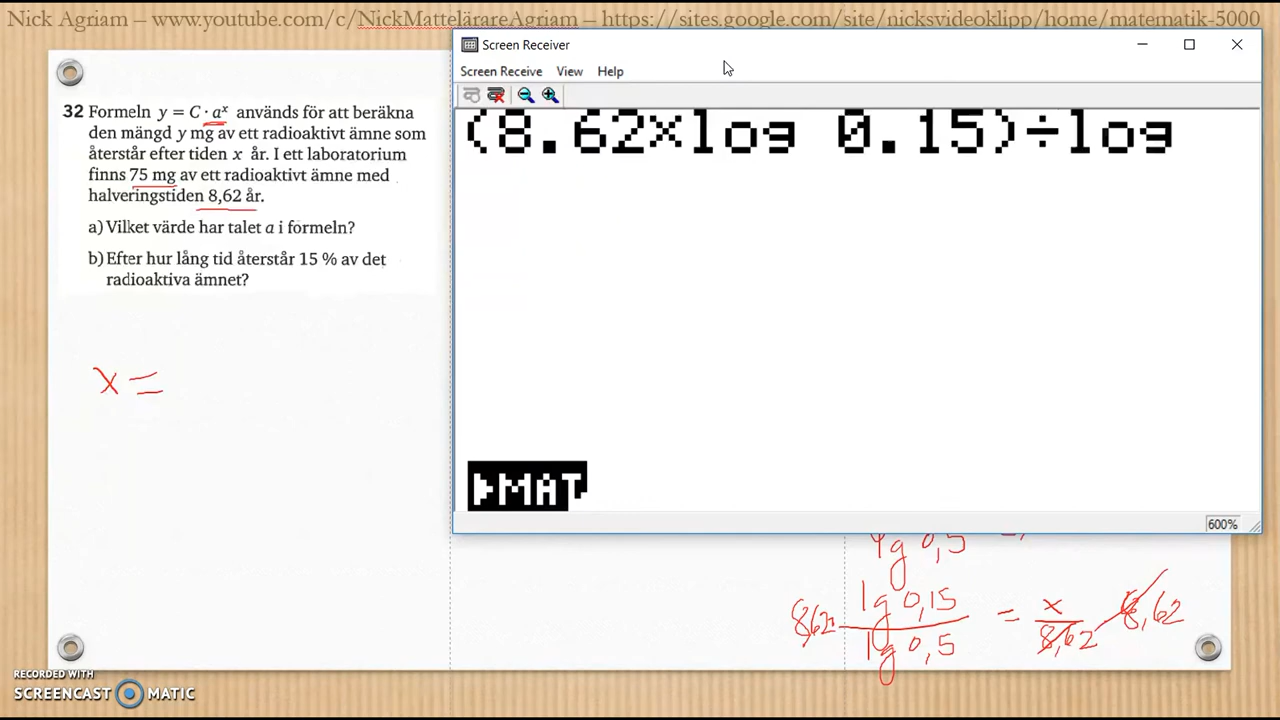 Nick Agriam – www.youtube.com/c/NickMattelärareAgriam – https://sites.google.com/site/nicksvideoklipp/home/matematik-5000
32 Formeln y = C · aˣ används för att beräkna
den mängd y mg av ett radioaktivt ämne som
återstår efter tiden x år. I ett laboratorium
finns 75 mg av ett radioaktivt ämne med
halveringstiden 8,62 år.
a) Vilket värde har talet a i formeln?
b) Efter hur lång tid återstår 15 % av det
radioaktiva ämnet?
x =
Screen Receiver
Screen Receive View Help
(8.62×log 0.15)÷log
▶MAT
600%
lg 0,5
8,62· lg 0,15 / lg 0,5 = x / 8,62 · 8,62
RECORDED WITH
SCREENCAST MATIC